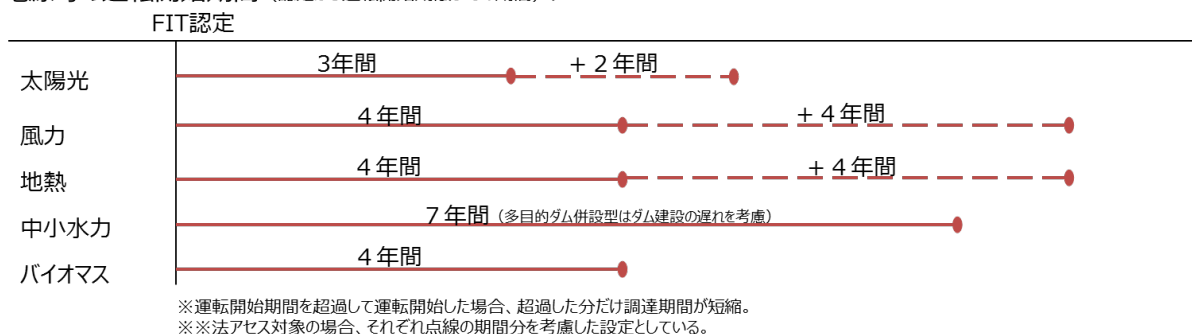 FIT認定
太陽光 3年間 +2年間
風力 4年間 +4年間
地熱 4年間 +4年間
中小水力 7年間(多目的ダム併設型はダム建設の遅れを考慮)
バイオマス 4年間
※運転開始期間を超過して運転開始した場合、超過した分だけ調達期間が短縮。
※※法アセス対象の場合、それぞれ点線の期間分を考慮した設定としている。